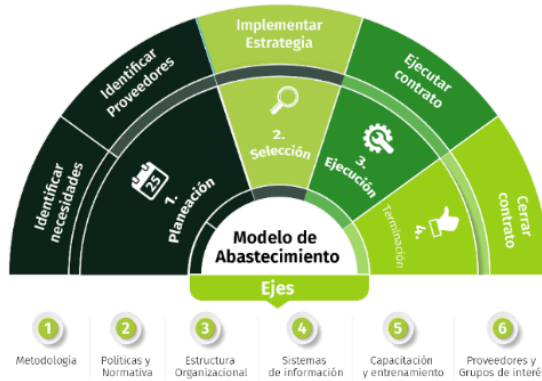 Identificar
necesidades
Identificar
Proveedores
Implementar
Estrategia
Ejecutar
contrato
Cerrar
contrato
25
1.
Planeación
2.
Selección
3.
Ejecución
4.
Terminación
Modelo de
Abastecimiento
Ejes
1
Metodología
2
Políticas y
Normativa
3
Estructura
Organizacional
4
Sistemas
de información
5
Capacitación
y entrenamiento
6
Proveedores y
Grupos de interé